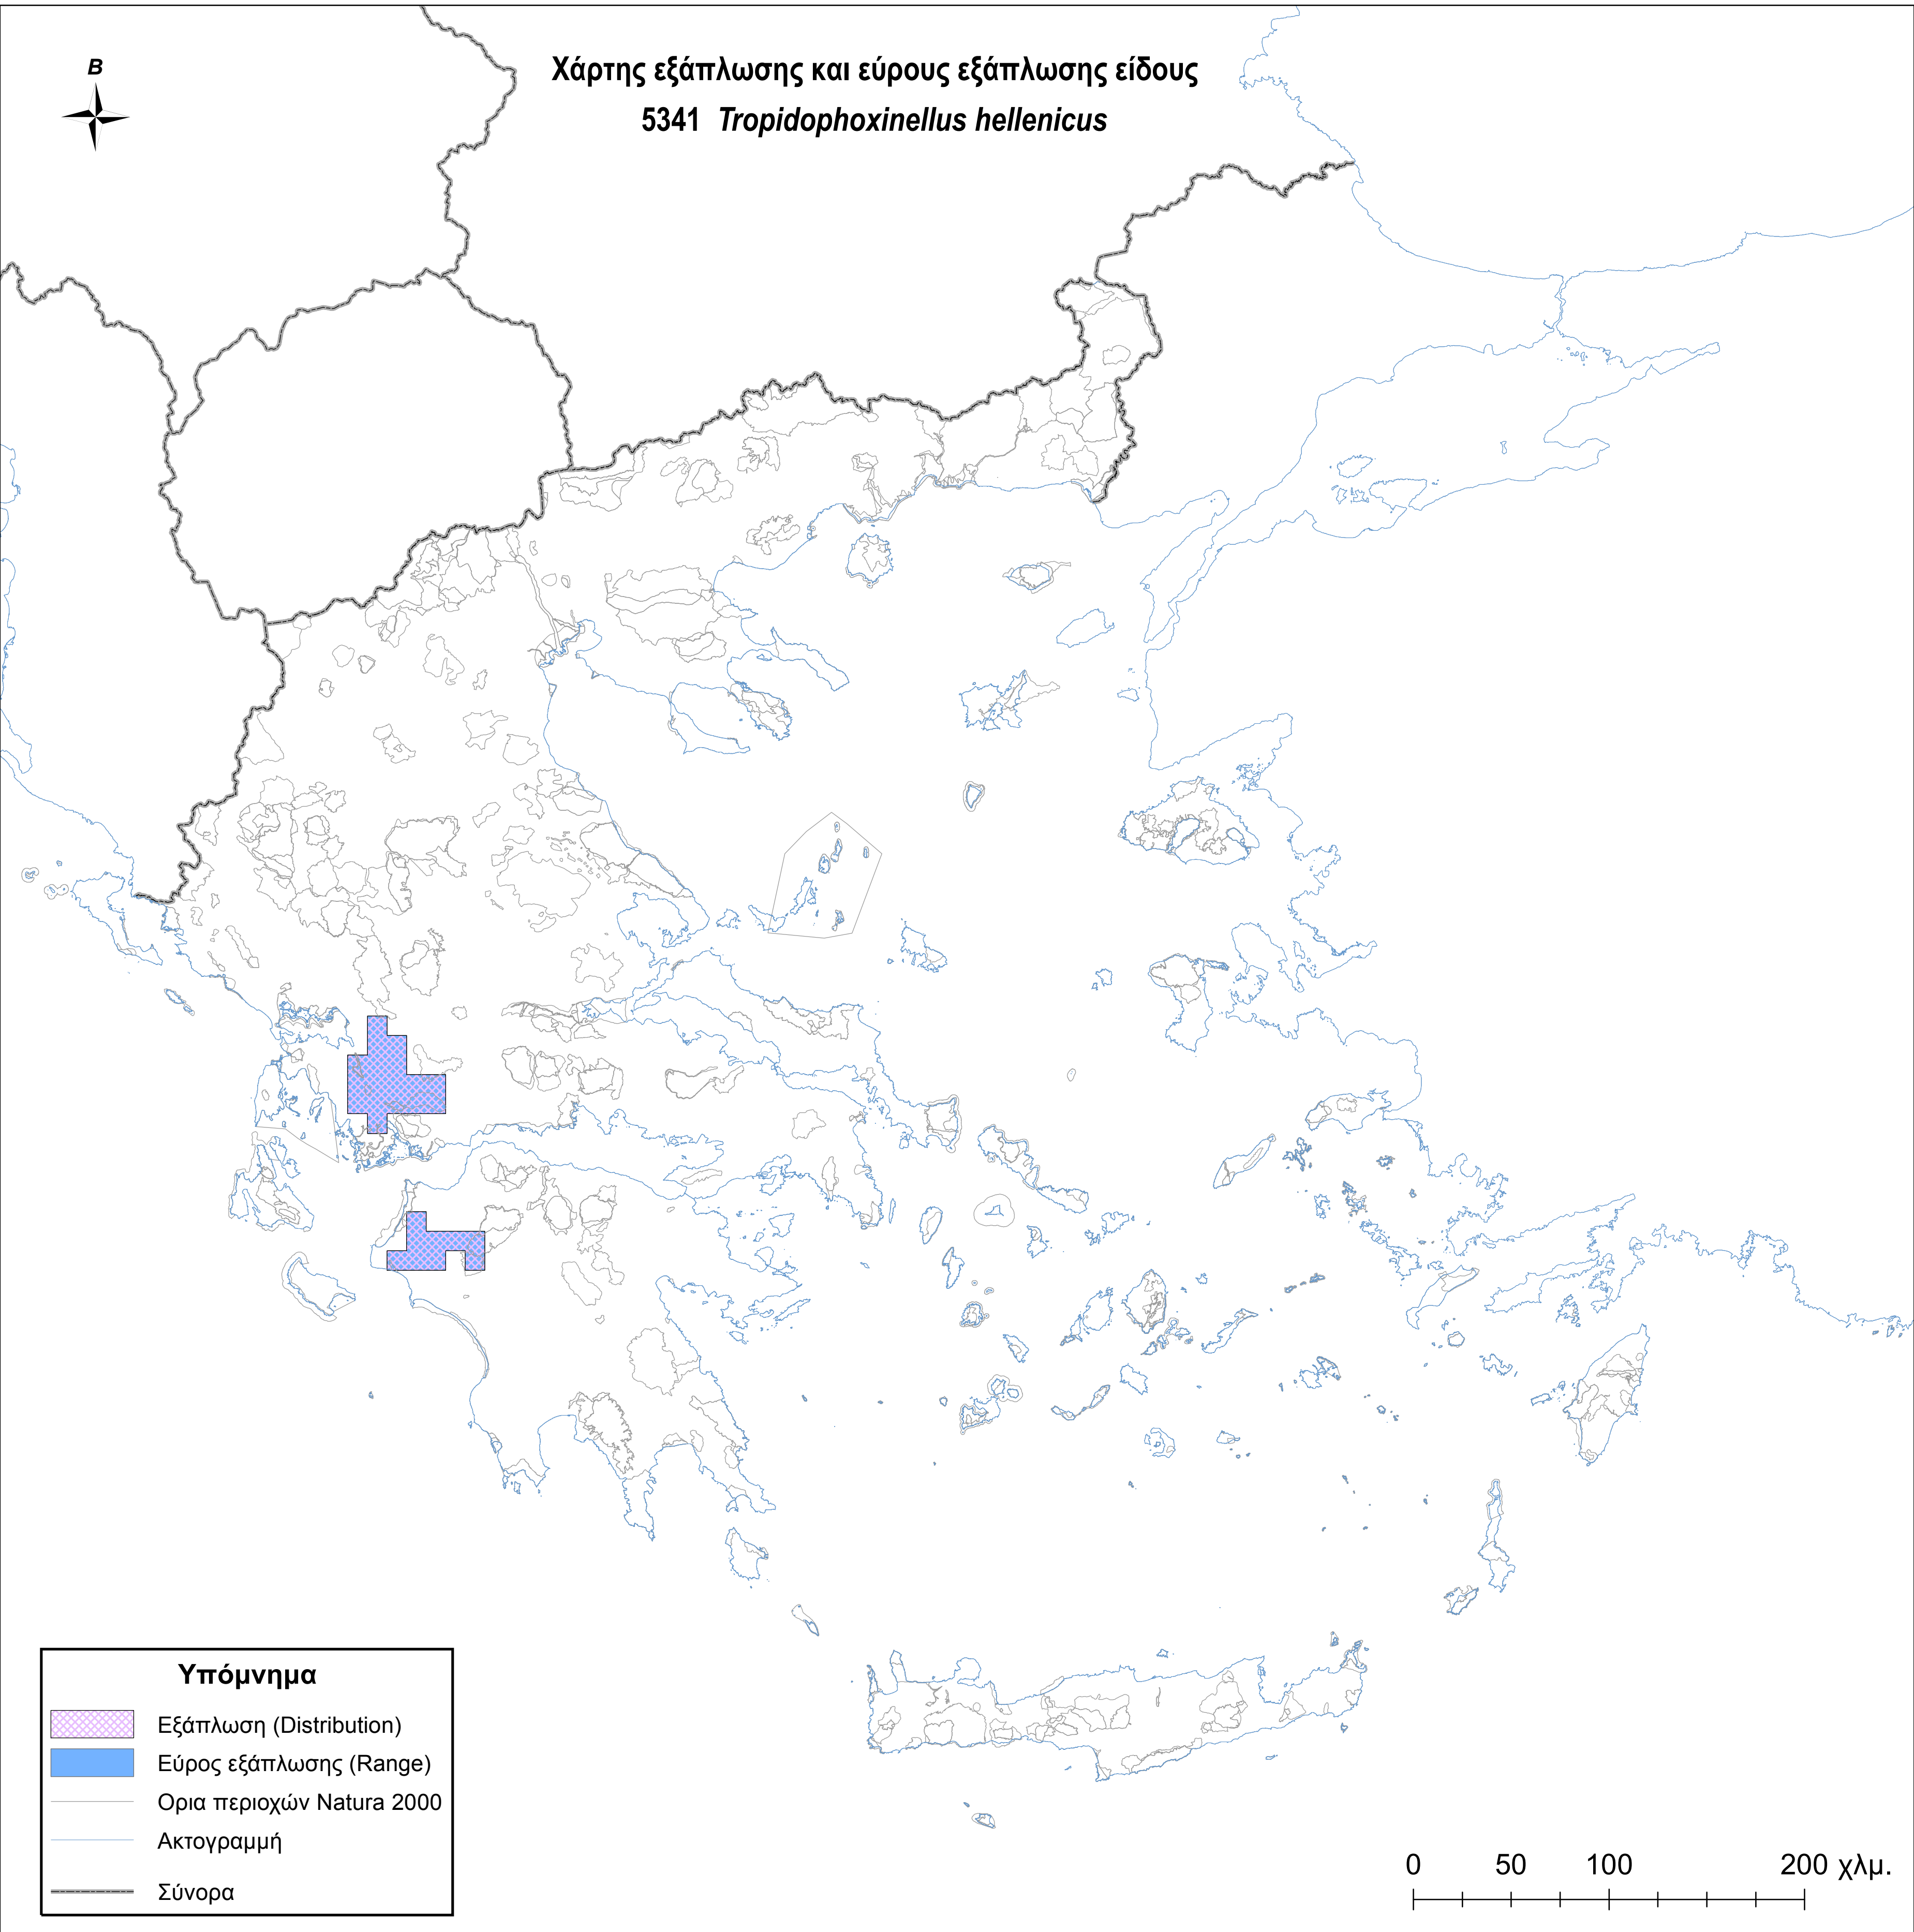 B
Χάρτης εξάπλωσης και εύρους εξάπλωσης είδους
5341 Tropidophoxinellus hellenicus
Υπόμνημα
Εξάπλωση (Distribution)
Εύρος εξάπλωσης (Range)
Ορια περιοχών Natura 2000
Ακτογραμμή
Σύνορα
0 50 100 200 χλμ.